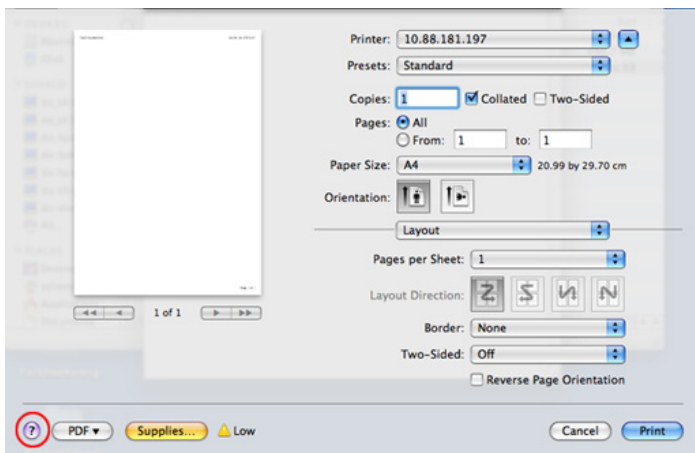 Printer: 10.88.181.197
Presets: Standard
Copies: 1 Collated Two-Sided
Pages: All
From: 1 to: 1
Paper Size: A4 20.99 by 29.70 cm
Orientation:
Layout
Pages per Sheet: 1
Layout Direction:
1 of 1
Border: None
Two-Sided: Off
Reverse Page Orientation
? PDF Supplies... Low Cancel Print